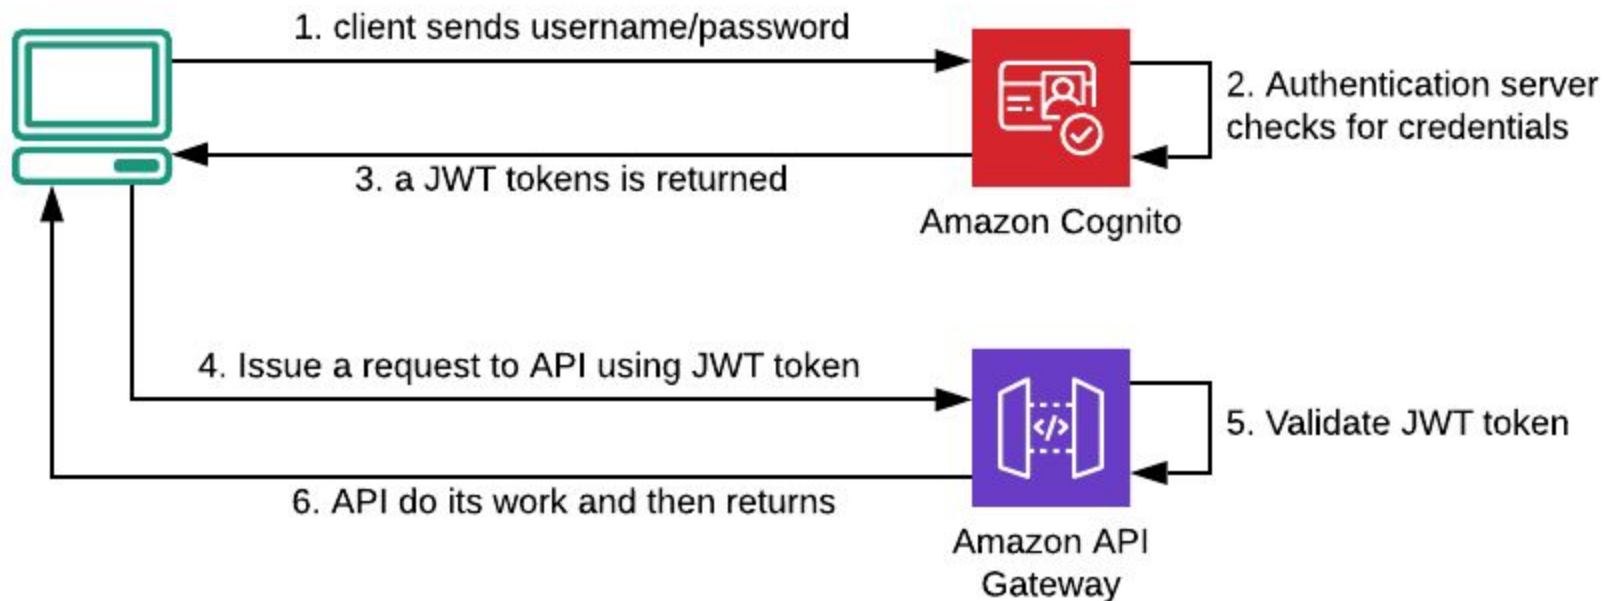 1. client sends username/password
2. Authentication server
checks for credentials
3. a JWT tokens is returned
Amazon Cognito
4. Issue a request to API using JWT token
</>
5. Validate JWT token
6. API do its work and then returns
Amazon API
Gateway